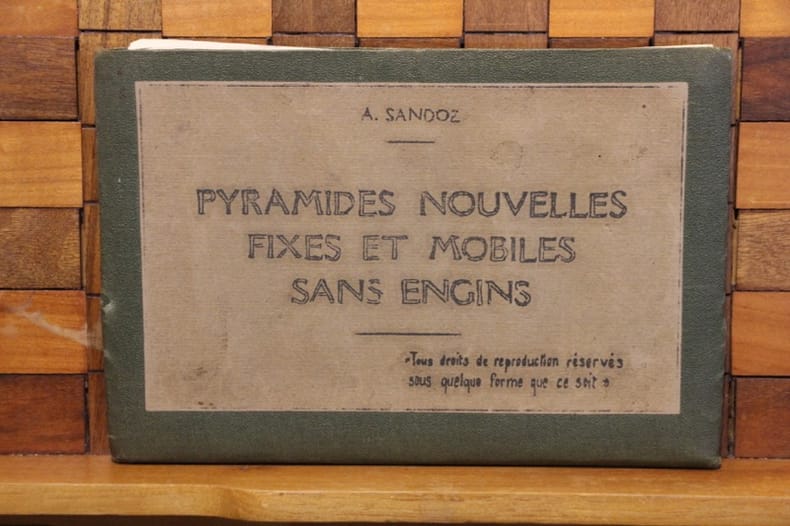 A. SANDOZ
PYRAMIDES NOUVELLES
FIXES ET MOBILES
SANS ENGINS
«Tous droits de reproduction réservés
sous quelque forme que ce soit»